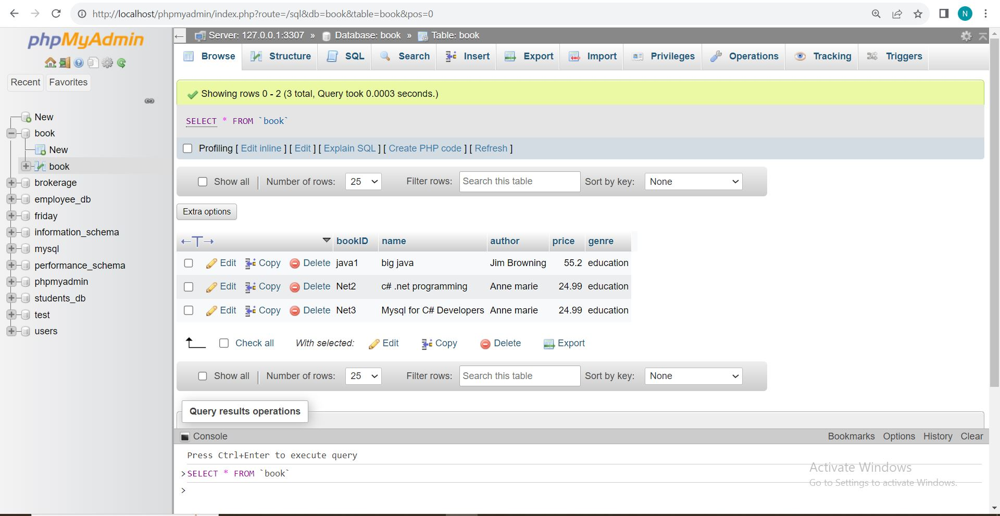 http://localhost/phpmyadmin/index.php?route=/sql&db=book&table=book&pos=0
N
phpMyAdmin
Recent Favorites
New
book
New
book
brokerage
employee_db
friday
information_schema
mysql
performance_schema
phpmyadmin
students_db
test
users
Server: 127.0.0.1:3307 » Database: book » Table: book
Browse Structure SQL Search Insert Export Import Privileges Operations Tracking Triggers
Showing rows 0 - 2 (3 total, Query took 0.0003 seconds.)
SELECT * FROM `book`
Profiling [ Edit inline ] [ Edit ] [ Explain SQL ] [ Create PHP code ] [ Refresh ]
Show all | Number of rows: 25 Filter rows: Search this table Sort by key: None
Extra options
←T→ bookID name author price genre
Edit Copy Delete java1 big java Jim Browning 55.2 education
Edit Copy Delete Net2 c# .net programming Anne marie 24.99 education
Edit Copy Delete Net3 Mysql for C# Developers Anne marie 24.99 education
Check all With selected: Edit Copy Delete Export
Show all | Number of rows: 25 Filter rows: Search this table Sort by key: None
Query results operations
Console Bookmarks Options History Clear
Press Ctrl+Enter to execute query
>SELECT * FROM `book`
>
Activate Windows
Go to Settings to activate Windows.